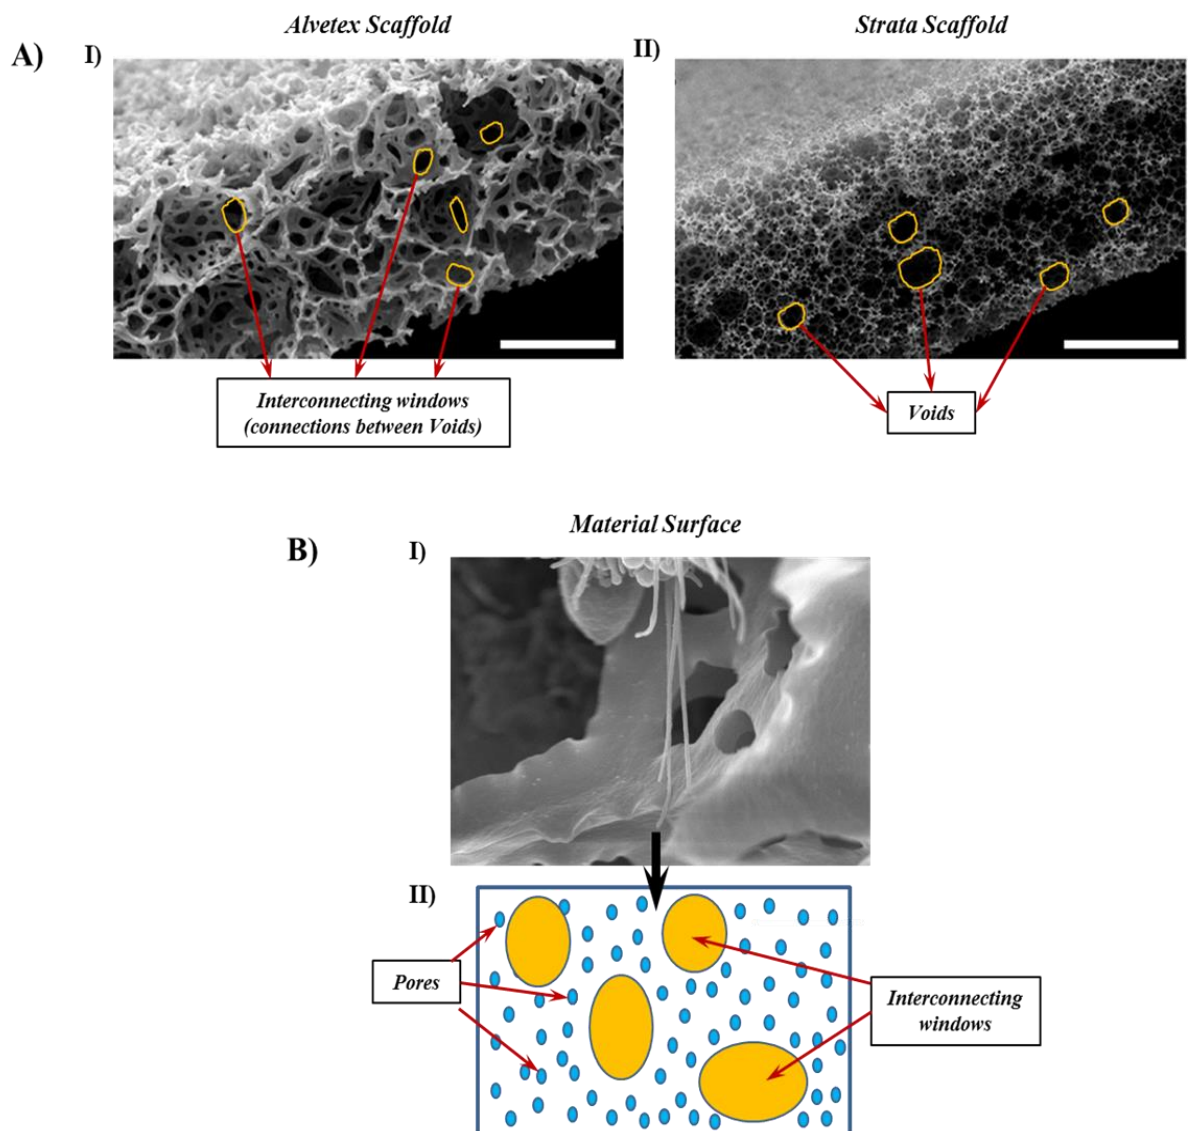 Alvetex Scaffold
Strata Scaffold
A)
I)
II)
Interconnecting windows
(connections between Voids)
Voids
Material Surface
B)
I)
II)
Pores
Interconnecting
windows